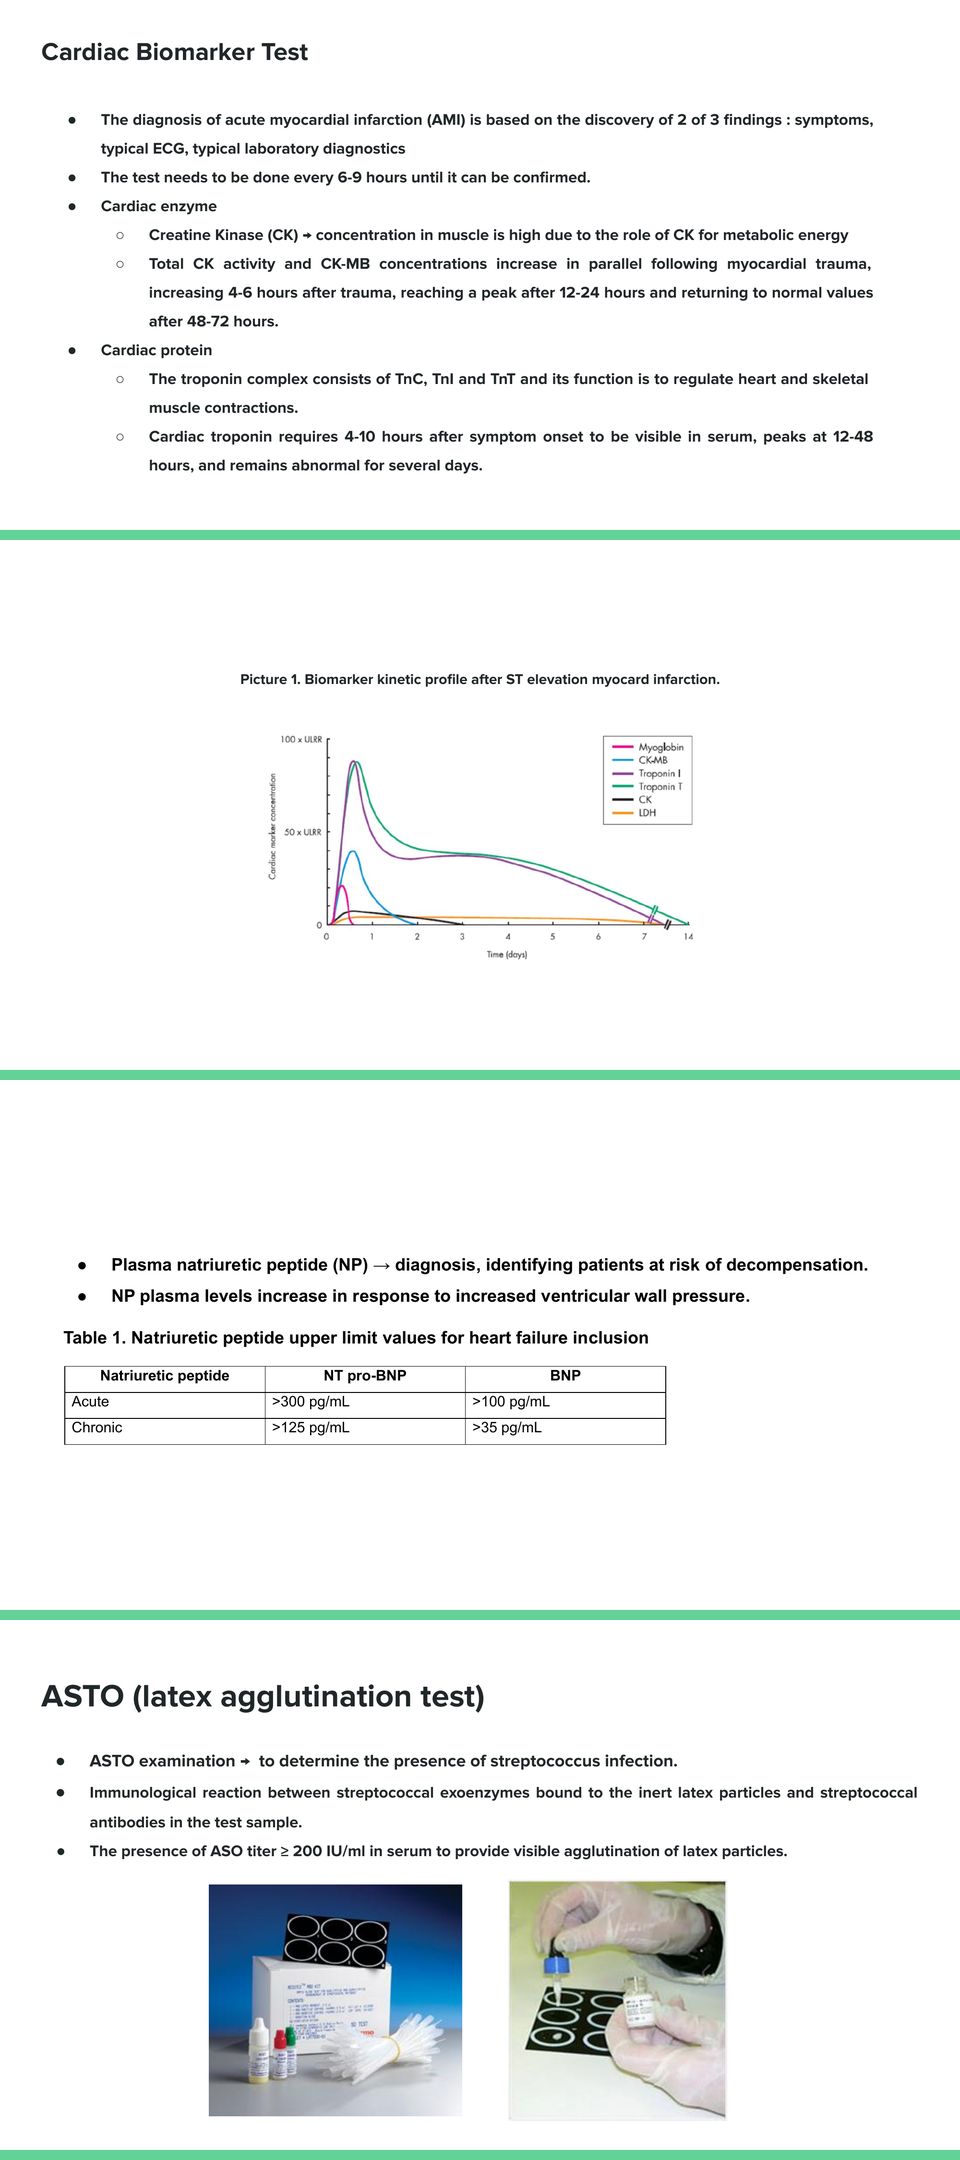 Cardiac Biomarker Test
● The diagnosis of acute myocardial infarction (AMI) is based on the discovery of 2 of 3 findings : symptoms,
typical ECG, typical laboratory diagnostics
● The test needs to be done every 6-9 hours until it can be confirmed.
● Cardiac enzyme
○ Creatine Kinase (CK) → concentration in muscle is high due to the role of CK for metabolic energy
○ Total CK activity and CK-MB concentrations increase in parallel following myocardial trauma,
increasing 4-6 hours after trauma, reaching a peak after 12-24 hours and returning to normal values
after 48-72 hours.
● Cardiac protein
○ The troponin complex consists of TnC, TnI and TnT and its function is to regulate heart and skeletal
muscle contractions.
○ Cardiac troponin requires 4-10 hours after symptom onset to be visible in serum, peaks at 12-48
hours, and remains abnormal for several days.
Picture 1. Biomarker kinetic profile after ST elevation myocard infarction.
100 x ULRR
50 x ULRR
0
Cardiac marker concentration
Myoglobin
CK-MB
Troponin I
Troponin T
CK
LDH
0 1 2 3 4 5 6 7 14
Time (days)
● Plasma natriuretic peptide (NP) → diagnosis, identifying patients at risk of decompensation.
● NP plasma levels increase in response to increased ventricular wall pressure.
Table 1. Natriuretic peptide upper limit values for heart failure inclusion
Natriuretic peptide NT pro-BNP BNP
Acute >300 pg/mL >100 pg/mL
Chronic >125 pg/mL >35 pg/mL
ASTO (latex agglutination test)
● ASTO examination → to determine the presence of streptococcus infection.
● Immunological reaction between streptococcal exoenzymes bound to the inert latex particles and streptococcal
antibodies in the test sample.
● The presence of ASO titer ≥ 200 IU/ml in serum to provide visible agglutination of latex particles.
CONTENTS
50 TEST